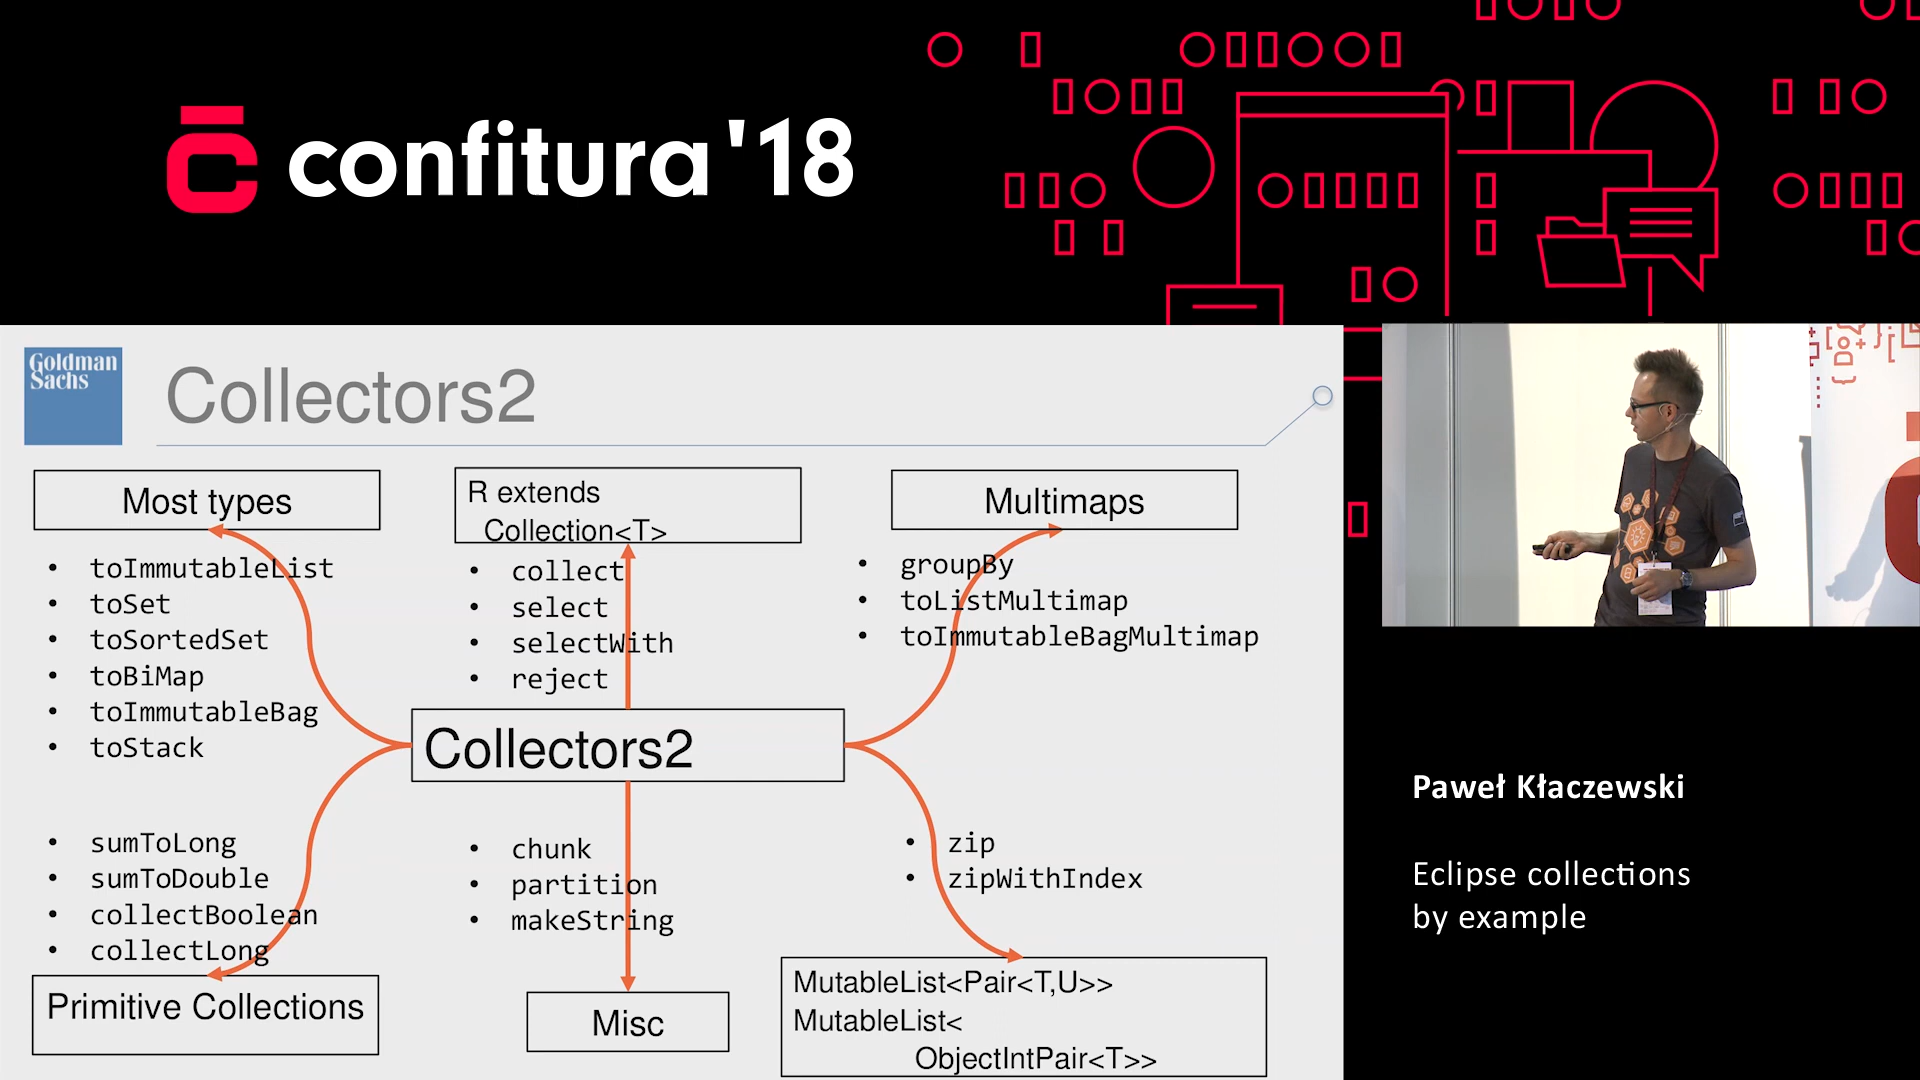 confitura '18
Goldman
Sachs
Collectors2
Most types
• toImmutableList
• toSet
• toSortedSet
• toBiMap
• toImmutableBag
• toStack
R extends
Collection<T>
• collect
• select
• selectWith
• reject
Multimaps
• groupBy
• toListMultimap
• toImmutableBagMultimap
Collectors2
• sumToLong
• sumToDouble
• collectBoolean
• collectLong
Primitive Collections
• chunk
• partition
• makeString
Misc
• zip
• zipWithIndex
MutableList<Pair<T,U>>
MutableList<
ObjectIntPair<T>>
Paweł Kłaczewski
Eclipse collections
by example